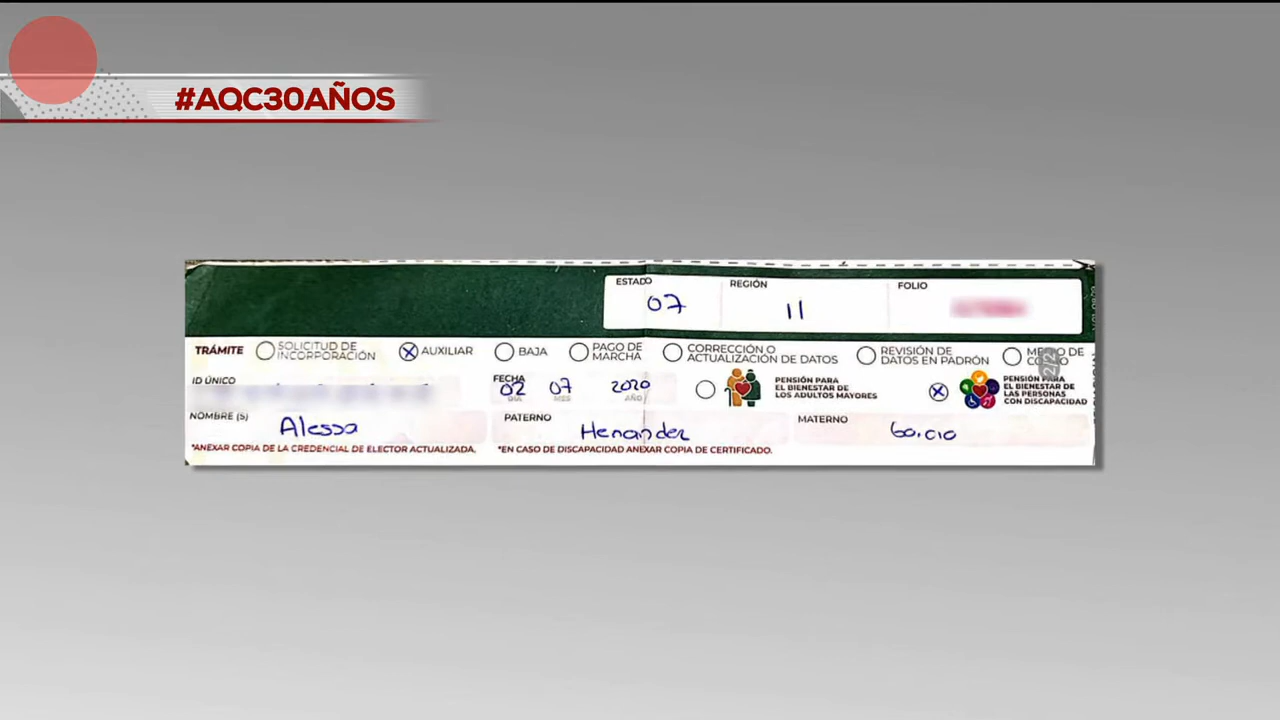 #AQC30AÑOS
ESTADO REGIÓN FOLIO
07 11
TRÁMITE SOLICITUD DE INCORPORACIÓN AUXILIAR BAJA PAGO DE MARCHA CORRECCIÓN O ACTUALIZACIÓN DE DATOS REVISIÓN DE DATOS EN PADRÓN DE
2/2
ID ÚNICO FECHA 02 07 2020
DÍA MES AÑO
PENSIÓN PARA EL BIENESTAR DE LOS ADULTOS MAYORES
PENSIÓN PARA EL BIENESTAR DE LAS PERSONAS CON DISCAPACIDAD
NOMBRE (S) Alessa PATERNO Henander MATERNO
*ANEXAR COPIA DE LA CREDENCIAL DE ELECTOR ACTUALIZADA. *EN CASO DE DISCAPACIDAD ANEXAR COPIA DE CERTIFICADO.